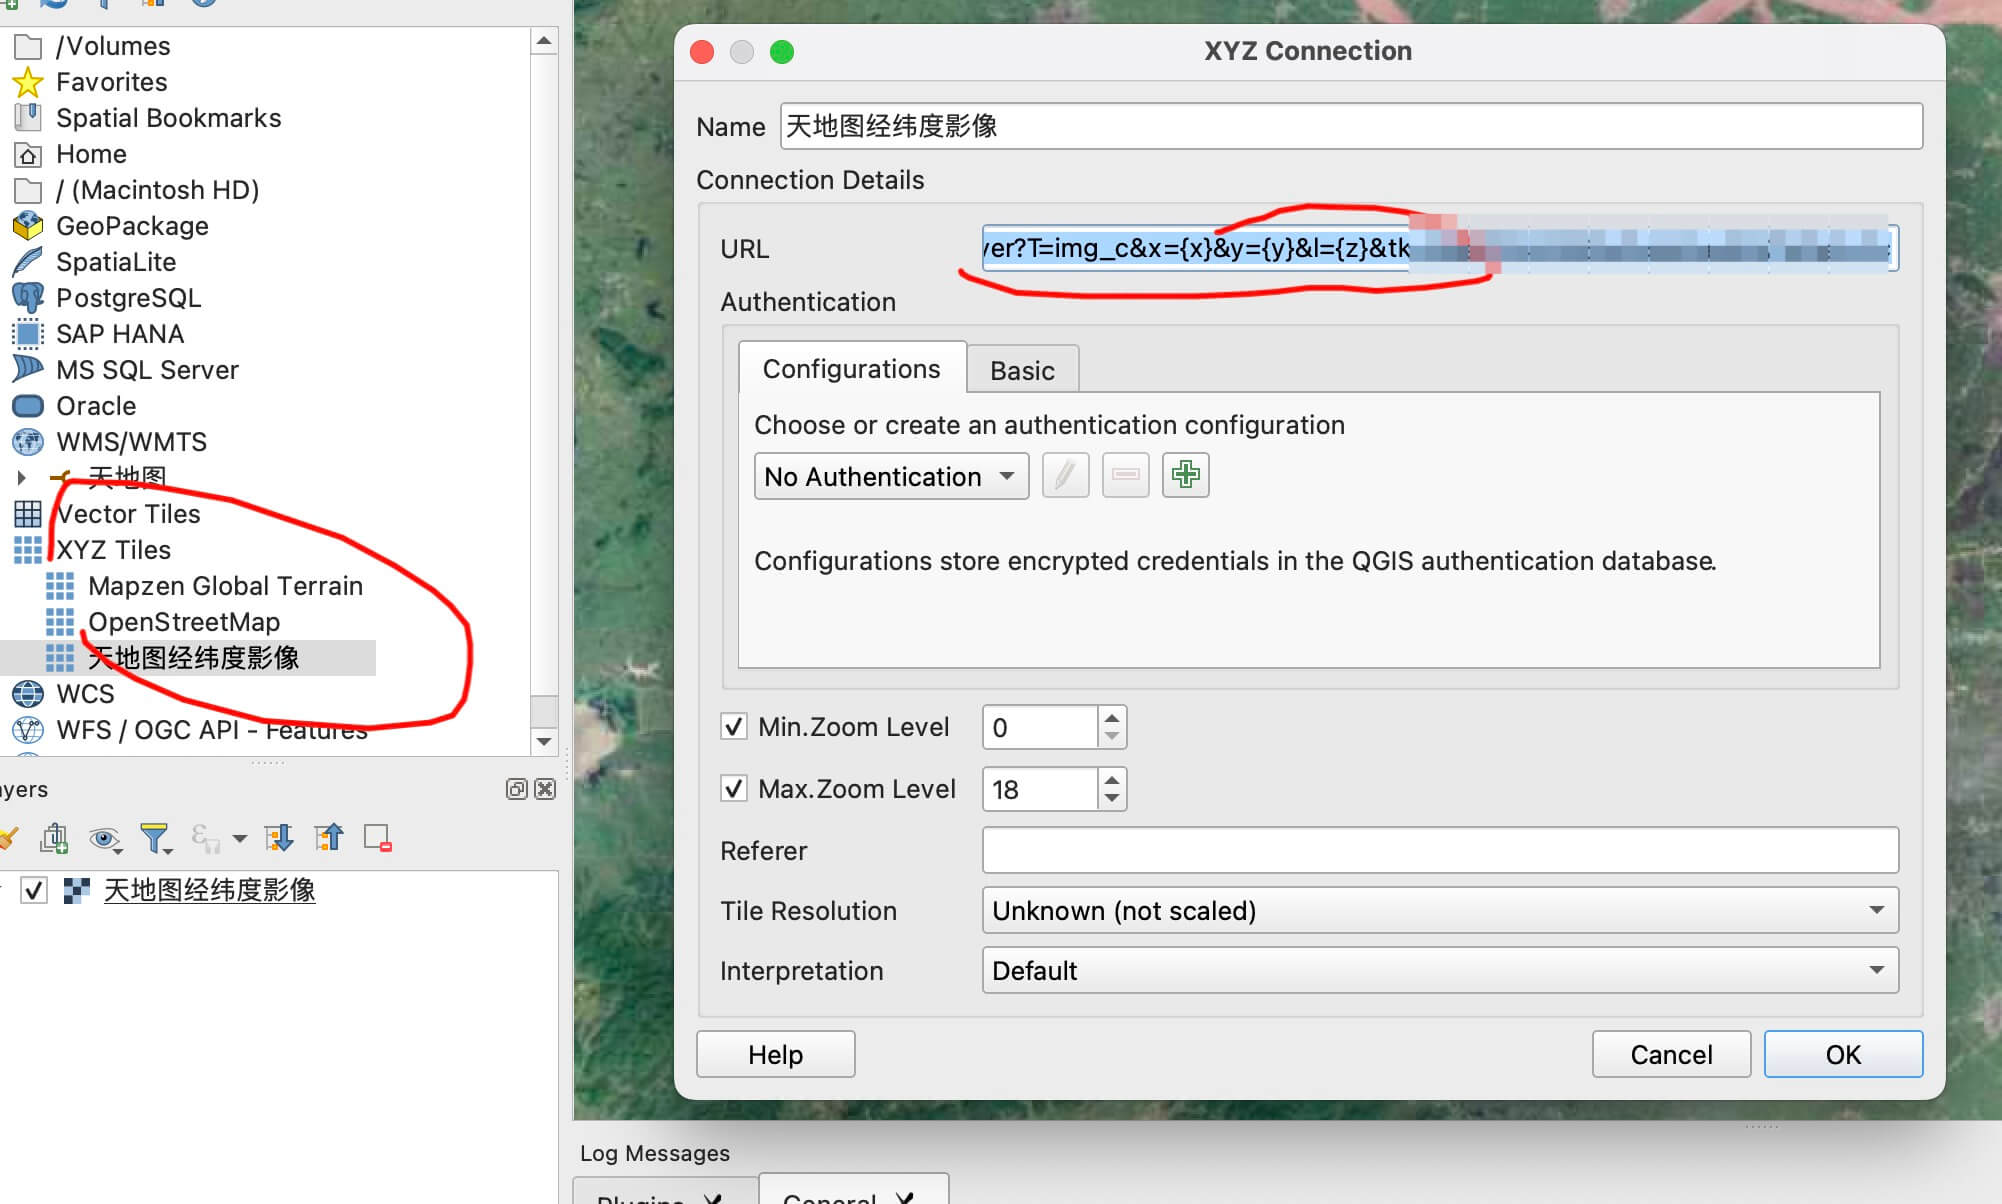 /Volumes
Favorites
Spatial Bookmarks
Home
/ (Macintosh HD)
GeoPackage
SpatiaLite
PostgreSQL
SAP HANA
MS SQL Server
Oracle
WMS/WMTS
天地图
Vector Tiles
XYZ Tiles
Mapzen Global Terrain
OpenStreetMap
天地图经纬度影像
WCS
WFS / OGC API - Features
yers
天地图经纬度影像
XYZ Connection
Name 天地图经纬度影像
Connection Details
URL ver?T=img_c&x={x}&y={y}&l={z}&tk
Authentication
Configurations Basic
Choose or create an authentication configuration
No Authentication
Configurations store encrypted credentials in the QGIS authentication database.
Min.Zoom Level 0
Max.Zoom Level 18
Referer
Tile Resolution Unknown (not scaled)
Interpretation Default
Help Cancel OK
Log Messages
Plugins General